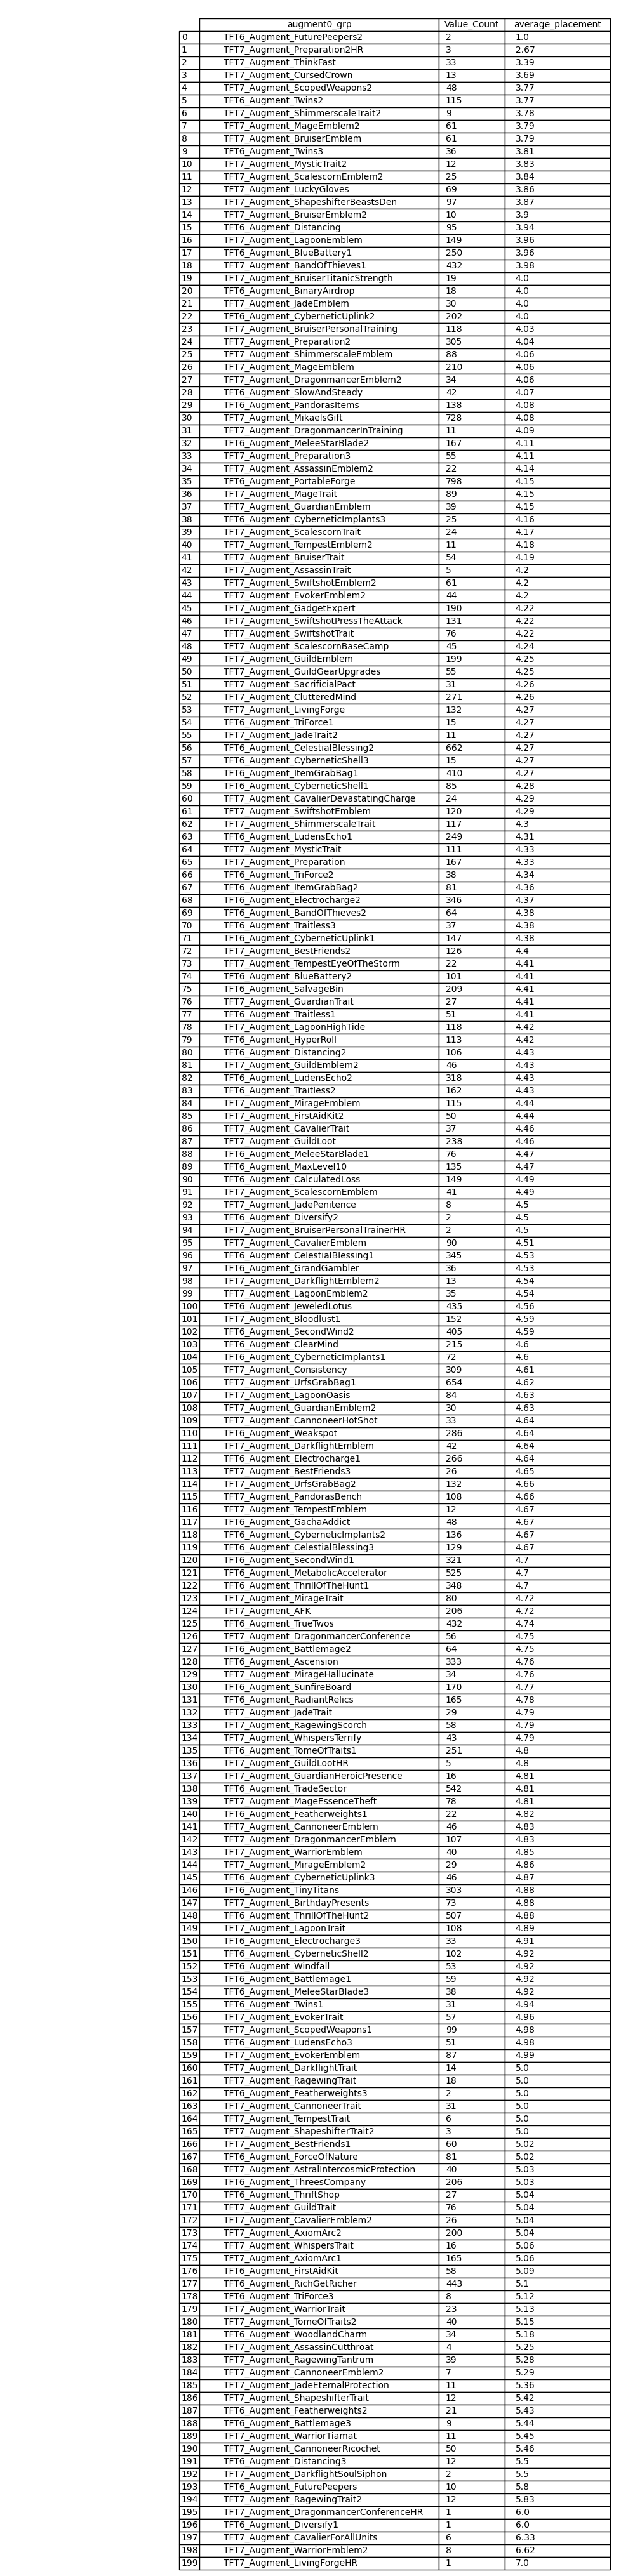 augment0_grp Value_Count average_placement
0 TFT6_Augment_FuturePeepers2 2 1.0
1 TFT7_Augment_Preparation2HR 3 2.67
2 TFT7_Augment_ThinkFast 33 3.39
3 TFT7_Augment_CursedCrown 13 3.69
4 TFT7_Augment_ScopedWeapons2 48 3.77
5 TFT6_Augment_Twins2 115 3.77
6 TFT7_Augment_ShimmerscaleTrait2 9 3.78
7 TFT7_Augment_MageEmblem2 61 3.79
8 TFT7_Augment_BruiserEmblem 61 3.79
9 TFT6_Augment_Twins3 36 3.81
10 TFT7_Augment_MysticTrait2 12 3.83
11 TFT7_Augment_ScalescornEmblem2 25 3.84
12 TFT7_Augment_LuckyGloves 69 3.86
13 TFT7_Augment_ShapeshifterBeastsDen 97 3.87
14 TFT7_Augment_BruiserEmblem2 10 3.9
15 TFT6_Augment_Distancing 95 3.94
16 TFT7_Augment_LagoonEmblem 149 3.96
17 TFT6_Augment_BlueBattery1 250 3.96
18 TFT7_Augment_BandOfThieves1 432 3.98
19 TFT7_Augment_BruiserTitanicStrength 19 4.0
20 TFT6_Augment_BinaryAirdrop 18 4.0
21 TFT7_Augment_JadeEmblem 30 4.0
22 TFT6_Augment_CyberneticUplink2 202 4.0
23 TFT7_Augment_BruiserPersonalTraining 118 4.03
24 TFT7_Augment_Preparation2 305 4.04
25 TFT7_Augment_ShimmerscaleEmblem 88 4.06
26 TFT7_Augment_MageEmblem 210 4.06
27 TFT7_Augment_DragonmancerEmblem2 34 4.06
28 TFT6_Augment_SlowAndSteady 42 4.07
29 TFT6_Augment_PandorasItems 138 4.08
30 TFT7_Augment_MikaelsGift 728 4.08
31 TFT7_Augment_DragonmancerInTraining 11 4.09
32 TFT6_Augment_MeleeStarBlade2 167 4.11
33 TFT7_Augment_Preparation3 55 4.11
34 TFT7_Augment_AssassinEmblem2 22 4.14
35 TFT6_Augment_PortableForge 798 4.15
36 TFT7_Augment_MageTrait 89 4.15
37 TFT7_Augment_GuardianEmblem 39 4.15
38 TFT6_Augment_CyberneticImplants3 25 4.16
39 TFT7_Augment_ScalescornTrait 24 4.17
40 TFT7_Augment_TempestEmblem2 11 4.18
41 TFT7_Augment_BruiserTrait 54 4.19
42 TFT7_Augment_AssassinTrait 5 4.2
43 TFT7_Augment_SwiftshotEmblem2 61 4.2
44 TFT7_Augment_EvokerEmblem2 44 4.2
45 TFT7_Augment_GadgetExpert 190 4.22
46 TFT7_Augment_SwiftshotPressTheAttack 131 4.22
47 TFT7_Augment_SwiftshotTrait 76 4.22
48 TFT7_Augment_ScalescornBaseCamp 45 4.24
49 TFT7_Augment_GuildEmblem 199 4.25
50 TFT7_Augment_GuildGearUpgrades 55 4.25
51 TFT7_Augment_SacrificialPact 31 4.26
52 TFT6_Augment_ClutteredMind 271 4.26
53 TFT7_Augment_LivingForge 132 4.27
54 TFT6_Augment_TriForce1 15 4.27
55 TFT7_Augment_JadeTrait2 11 4.27
56 TFT6_Augment_CelestialBlessing2 662 4.27
57 TFT6_Augment_CyberneticShell3 15 4.27
58 TFT6_Augment_ItemGrabBag1 410 4.27
59 TFT6_Augment_CyberneticShell1 85 4.28
60 TFT7_Augment_CavalierDevastatingCharge 24 4.29
61 TFT7_Augment_SwiftshotEmblem 120 4.29
62 TFT7_Augment_ShimmerscaleTrait 117 4.3
63 TFT6_Augment_LudensEcho1 249 4.31
64 TFT7_Augment_MysticTrait 111 4.33
65 TFT7_Augment_Preparation 167 4.33
66 TFT6_Augment_TriForce2 38 4.34
67 TFT6_Augment_ItemGrabBag2 81 4.36
68 TFT6_Augment_Electrocharge2 346 4.37
69 TFT7_Augment_BandOfThieves2 64 4.38
70 TFT6_Augment_Traitless3 37 4.38
71 TFT6_Augment_CyberneticUplink1 147 4.38
72 TFT7_Augment_BestFriends2 126 4.4
73 TFT7_Augment_TempestEyeOfTheStorm 22 4.41
74 TFT6_Augment_BlueBattery2 101 4.41
75 TFT6_Augment_SalvageBin 209 4.41
76 TFT7_Augment_GuardianTrait 27 4.41
77 TFT6_Augment_Traitless1 51 4.41
78 TFT7_Augment_LagoonHighTide 118 4.42
79 TFT6_Augment_HyperRoll 113 4.42
80 TFT6_Augment_Distancing2 106 4.43
81 TFT7_Augment_GuildEmblem2 46 4.43
82 TFT6_Augment_LudensEcho2 318 4.43
83 TFT6_Augment_Traitless2 162 4.43
84 TFT7_Augment_MirageEmblem 115 4.44
85 TFT7_Augment_FirstAidKit2 50 4.44
86 TFT7_Augment_CavalierTrait 37 4.46
87 TFT7_Augment_GuildLoot 238 4.46
88 TFT6_Augment_MeleeStarBlade1 76 4.47
89 TFT6_Augment_MaxLevel10 135 4.47
90 TFT6_Augment_CalculatedLoss 149 4.49
91 TFT7_Augment_ScalescornEmblem 41 4.49
92 TFT7_Augment_JadePenitence 8 4.5
93 TFT6_Augment_Diversify2 2 4.5
94 TFT7_Augment_BruiserPersonalTrainerHR 2 4.5
95 TFT7_Augment_CavalierEmblem 90 4.51
96 TFT6_Augment_CelestialBlessing1 345 4.53
97 TFT6_Augment_GrandGambler 36 4.53
98 TFT7_Augment_DarkflightEmblem2 13 4.54
99 TFT7_Augment_LagoonEmblem2 35 4.54
100 TFT6_Augment_JeweledLotus 435 4.56
101 TFT7_Augment_Bloodlust1 152 4.59
102 TFT6_Augment_SecondWind2 405 4.59
103 TFT6_Augment_ClearMind 215 4.6
104 TFT6_Augment_CyberneticImplants1 72 4.6
105 TFT7_Augment_Consistency 309 4.61
106 TFT7_Augment_UrfsGrabBag1 654 4.62
107 TFT7_Augment_LagoonOasis 84 4.63
108 TFT7_Augment_GuardianEmblem2 30 4.63
109 TFT7_Augment_CannoneerHotShot 33 4.64
110 TFT6_Augment_Weakspot 286 4.64
111 TFT7_Augment_DarkflightEmblem 42 4.64
112 TFT6_Augment_Electrocharge1 266 4.64
113 TFT7_Augment_BestFriends3 26 4.65
114 TFT7_Augment_UrfsGrabBag2 132 4.66
115 TFT7_Augment_PandorasBench 108 4.66
116 TFT7_Augment_TempestEmblem 12 4.67
117 TFT7_Augment_GachaAddict 48 4.67
118 TFT6_Augment_CyberneticImplants2 136 4.67
119 TFT6_Augment_CelestialBlessing3 129 4.67
120 TFT6_Augment_SecondWind1 321 4.7
121 TFT6_Augment_MetabolicAccelerator 525 4.7
122 TFT6_Augment_ThrillOfTheHunt1 348 4.7
123 TFT7_Augment_MirageTrait 80 4.72
124 TFT7_Augment_AFK 206 4.72
125 TFT6_Augment_TrueTwos 432 4.74
126 TFT7_Augment_DragonmancerConference 56 4.75
127 TFT6_Augment_Battlemage2 64 4.75
128 TFT6_Augment_Ascension 333 4.76
129 TFT7_Augment_MirageHallucinate 34 4.76
130 TFT6_Augment_SunfireBoard 170 4.77
131 TFT6_Augment_RadiantRelics 165 4.78
132 TFT7_Augment_JadeTrait 29 4.79
133 TFT7_Augment_RagewingScorch 58 4.79
134 TFT7_Augment_WhispersTerrify 43 4.79
135 TFT6_Augment_TomeOfTraits1 251 4.8
136 TFT7_Augment_GuildLootHR 5 4.8
137 TFT7_Augment_GuardianHeroicPresence 16 4.81
138 TFT6_Augment_TradeSector 542 4.81
139 TFT7_Augment_MageEssenceTheft 78 4.81
140 TFT6_Augment_Featherweights1 22 4.82
141 TFT7_Augment_CannoneerEmblem 46 4.83
142 TFT7_Augment_DragonmancerEmblem 107 4.83
143 TFT7_Augment_WarriorEmblem 40 4.85
144 TFT7_Augment_MirageEmblem2 29 4.86
145 TFT6_Augment_CyberneticUplink3 46 4.87
146 TFT6_Augment_TinyTitans 303 4.88
147 TFT7_Augment_BirthdayPresents 73 4.88
148 TFT6_Augment_ThrillOfTheHunt2 507 4.88
149 TFT7_Augment_LagoonTrait 108 4.89
150 TFT6_Augment_Electrocharge3 33 4.91
151 TFT6_Augment_CyberneticShell2 102 4.92
152 TFT6_Augment_Windfall 53 4.92
153 TFT6_Augment_Battlemage1 59 4.92
154 TFT6_Augment_MeleeStarBlade3 38 4.92
155 TFT6_Augment_Twins1 31 4.94
156 TFT7_Augment_EvokerTrait 57 4.96
157 TFT7_Augment_ScopedWeapons1 99 4.98
158 TFT6_Augment_LudensEcho3 51 4.98
159 TFT7_Augment_EvokerEmblem 87 4.99
160 TFT7_Augment_DarkflightTrait 14 5.0
161 TFT7_Augment_RagewingTrait 18 5.0
162 TFT6_Augment_Featherweights3 2 5.0
163 TFT7_Augment_CannoneerTrait 31 5.0
164 TFT7_Augment_TempestTrait 6 5.0
165 TFT7_Augment_ShapeshifterTrait2 3 5.0
166 TFT7_Augment_BestFriends1 60 5.02
167 TFT6_Augment_ForceOfNature 81 5.02
168 TFT7_Augment_AstralIntercosmicProtection 40 5.03
169 TFT6_Augment_ThreesCompany 206 5.03
170 TFT6_Augment_ThriftShop 27 5.04
171 TFT7_Augment_GuildTrait 76 5.04
172 TFT7_Augment_CavalierEmblem2 26 5.04
173 TFT7_Augment_AxiomArc2 200 5.04
174 TFT7_Augment_WhispersTrait 16 5.06
175 TFT7_Augment_AxiomArc1 165 5.06
176 TFT6_Augment_FirstAidKit 58 5.09
177 TFT6_Augment_RichGetRicher 443 5.1
178 TFT6_Augment_TriForce3 8 5.12
179 TFT7_Augment_WarriorTrait 23 5.13
180 TFT7_Augment_TomeOfTraits2 40 5.15
181 TFT6_Augment_WoodlandCharm 34 5.18
182 TFT7_Augment_AssassinCutthroat 4 5.25
183 TFT7_Augment_RagewingTantrum 39 5.28
184 TFT7_Augment_CannoneerEmblem2 7 5.29
185 TFT7_Augment_JadeEternalProtection 11 5.36
186 TFT7_Augment_ShapeshifterTrait 12 5.42
187 TFT6_Augment_Featherweights2 21 5.43
188 TFT6_Augment_Battlemage3 9 5.44
189 TFT7_Augment_WarriorTiamat 11 5.45
190 TFT7_Augment_CannoneerRicochet 50 5.46
191 TFT6_Augment_Distancing3 12 5.5
192 TFT7_Augment_DarkflightSoulSiphon 2 5.5
193 TFT6_Augment_FuturePeepers 10 5.8
194 TFT7_Augment_RagewingTrait2 12 5.83
195 TFT7_Augment_DragonmancerConferenceHR 1 6.0
196 TFT6_Augment_Diversify1 1 6.0
197 TFT7_Augment_CavalierForAllUnits 6 6.33
198 TFT7_Augment_WarriorEmblem2 8 6.62
199 TFT7_Augment_LivingForgeHR 1 7.0